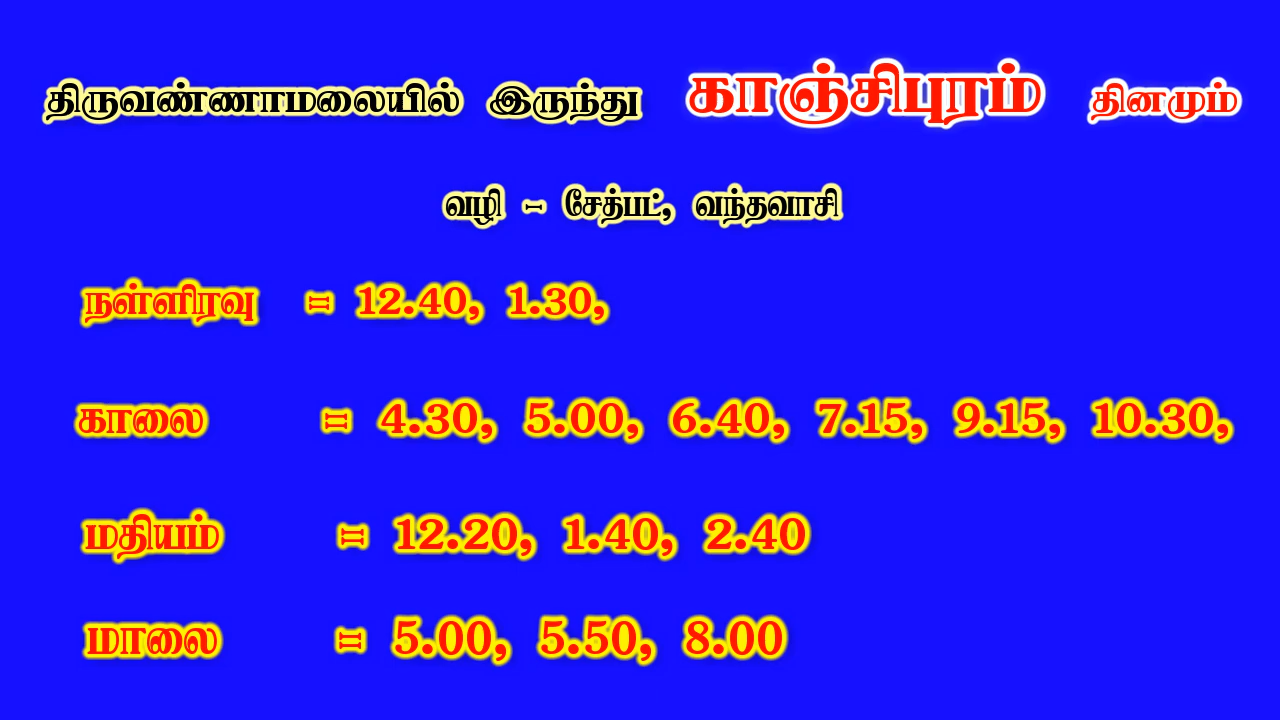 திருவண்ணாமலையில் இருந்து காஞ்சிபுரம் தினமும்
வழி - சேத்பட், வந்தவாசி
நள்ளிரவு = 12.40, 1.30,
காலை = 4.30, 5.00, 6.40, 7.15, 9.15, 10.30,
மதியம் = 12.20, 1.40, 2.40
மாலை = 5.00, 5.50, 8.00